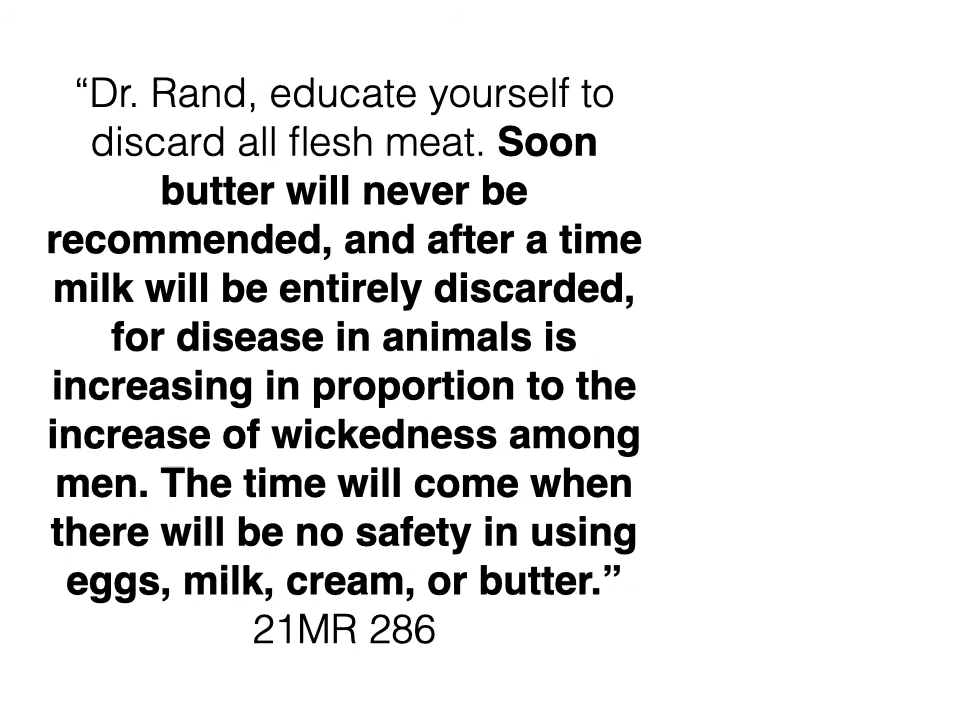 “Dr. Rand, educate yourself to
discard all flesh meat. Soon
butter will never be
recommended, and after a time
milk will be entirely discarded,
for disease in animals is
increasing in proportion to the
increase of wickedness among
men. The time will come when
there will be no safety in using
eggs, milk, cream, or butter.”
21MR 286